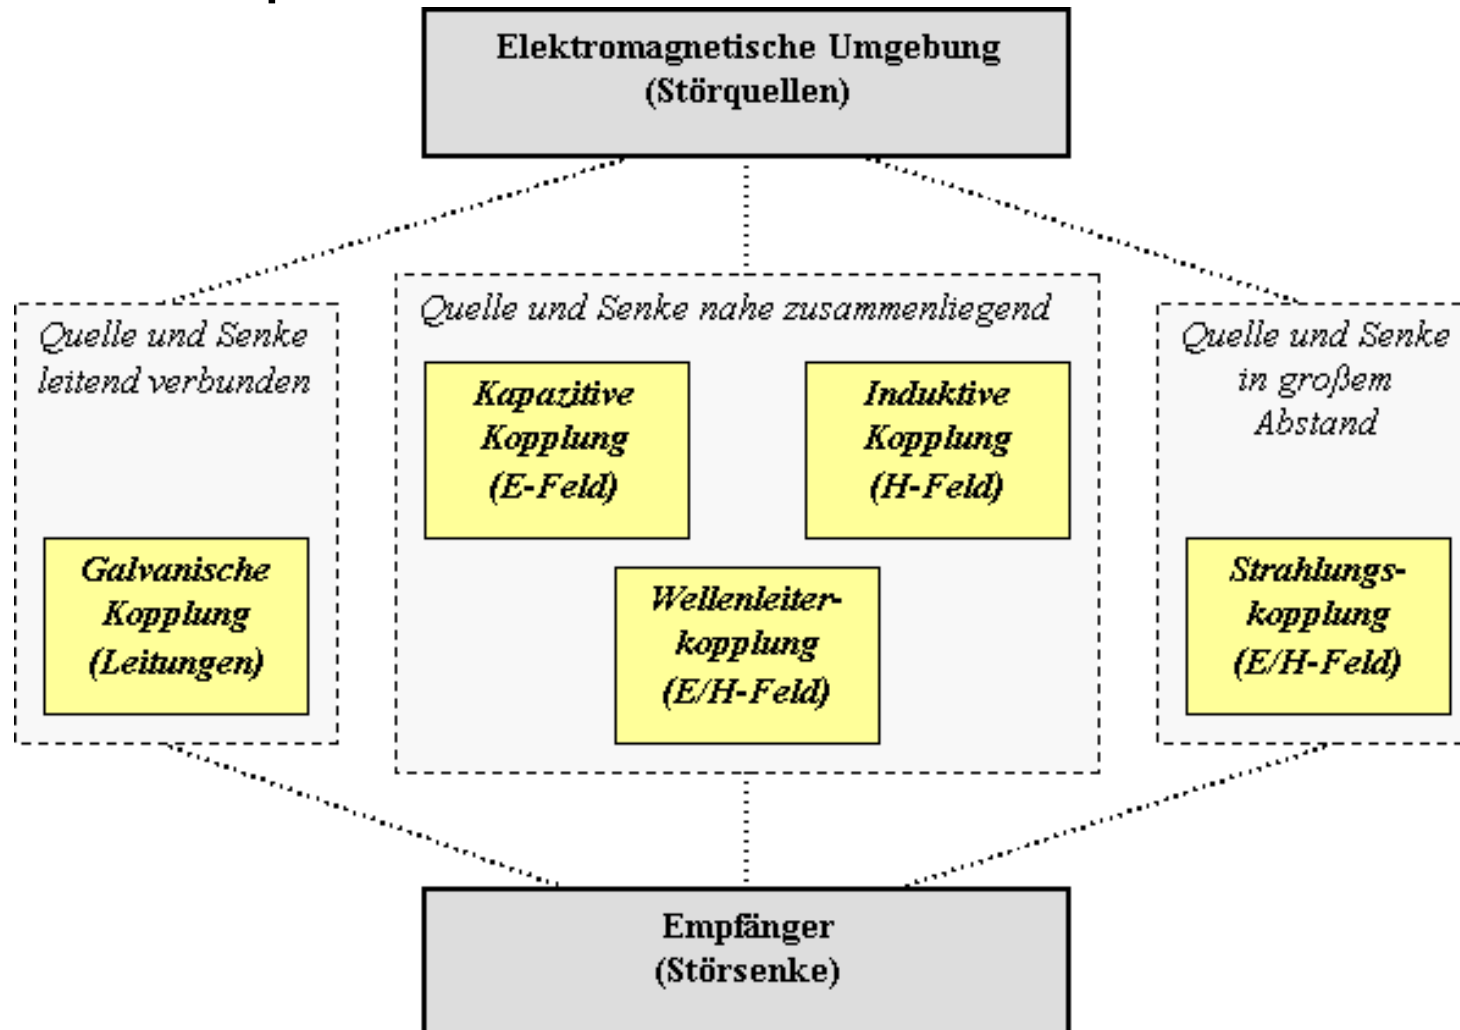 Elektromagnetische Umgebung
(Störquellen)
Quelle und Senke
leitend verbunden
Galvanische
Kopplung
(Leitungen)
Quelle und Senke nahe zusammenliegend
Kapazitive
Kopplung
(E-Feld)
Induktive
Kopplung
(H-Feld)
Wellenleiter-
kopplung
(E/H-Feld)
Quelle und Senke
in großem
Abstand
Strahlungs-
kopplung
(E/H-Feld)
Empfänger
(Störsenke)